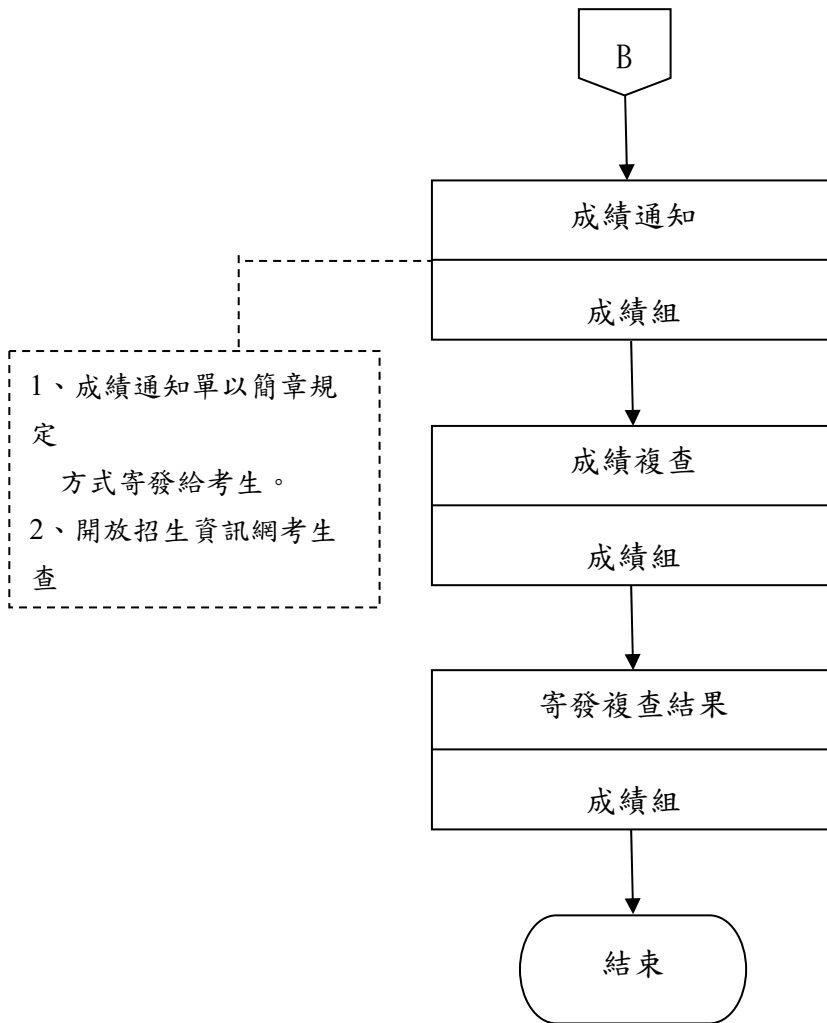 B
成績通知
成績組
1、成績通知單以簡章規
定
方式寄發給考生。
2、開放招生資訊網考生
查
成績複查
成績組
寄發複查結果
成績組
結束